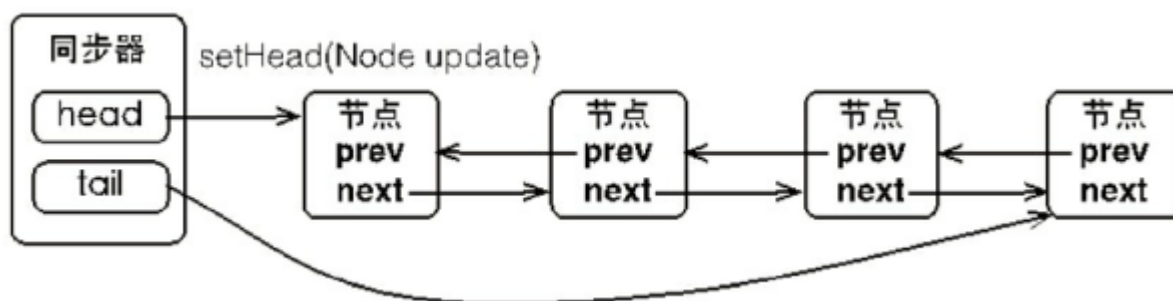 同步器
setHead(Node update)
head
tail
节点
prev
next
节点
prev
next
节点
prev
next
节点
prev
next